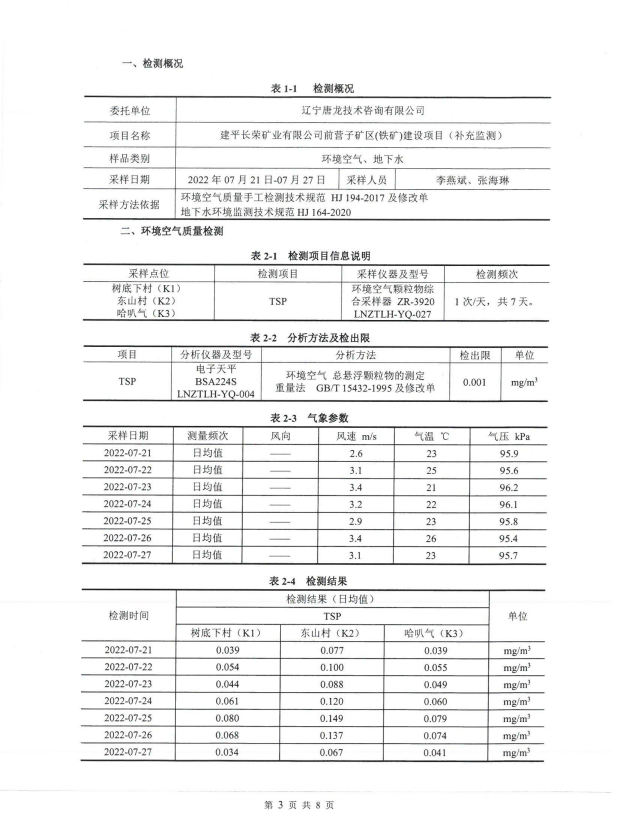 一、检测概况
表 1-1 检测概况
委托单位 辽宁唐龙技术咨询有限公司
项目名称 建平长荣矿业有限公司前营子矿区(铁矿)建设项目（补充监测）
样品类别 环境空气、地下水
采样日期 2022 年 07 月 21 日-07 月 27 日 采样人员 李燕斌、张海琳
采样方法依据 环境空气质量手工检测技术规范 HJ 194-2017 及修改单
地下水环境监测技术规范 HJ 164-2020
二、环境空气质量检测
表 2-1 检测项目信息说明
采样点位 检测项目 采样仪器及型号 检测频次
树底下村（K1） 环境空气颗粒物综
东山村（K2） TSP 合采样器 ZR-3920 1 次/天，共 7 天。
哈叭气（K3） LNZTLH-YQ-027
表 2-2 分析方法及检出限
项目 分析仪器及型号 分析方法 检出限 单位
电子天平 环境空气 总悬浮颗粒物的测定
TSP BSA224S 重量法 GB/T 15432-1995 及修改单 0.001 mg/m³
LNZTLH-YQ-004
表 2-3 气象参数
采样日期 测量频次 风向 风速 m/s 气温 ℃ 气压 kPa
2022-07-21 日均值 —— 2.6 23 95.9
2022-07-22 日均值 —— 3.1 25 95.6
2022-07-23 日均值 —— 3.4 21 96.2
2022-07-24 日均值 —— 3.2 22 96.1
2022-07-25 日均值 —— 2.9 23 95.8
2022-07-26 日均值 —— 3.4 26 95.4
2022-07-27 日均值 —— 3.1 23 95.7
表 2-4 检测结果
检测结果（日均值）
检测时间 TSP 单位
树底下村（K1） 东山村（K2） 哈叭气（K3）
2022-07-21 0.039 0.077 0.039 mg/m³
2022-07-22 0.054 0.100 0.055 mg/m³
2022-07-23 0.044 0.088 0.049 mg/m³
2022-07-24 0.061 0.120 0.060 mg/m³
2022-07-25 0.080 0.149 0.079 mg/m³
2022-07-26 0.068 0.137 0.074 mg/m³
2022-07-27 0.034 0.067 0.041 mg/m³
第 3 页 共 8 页